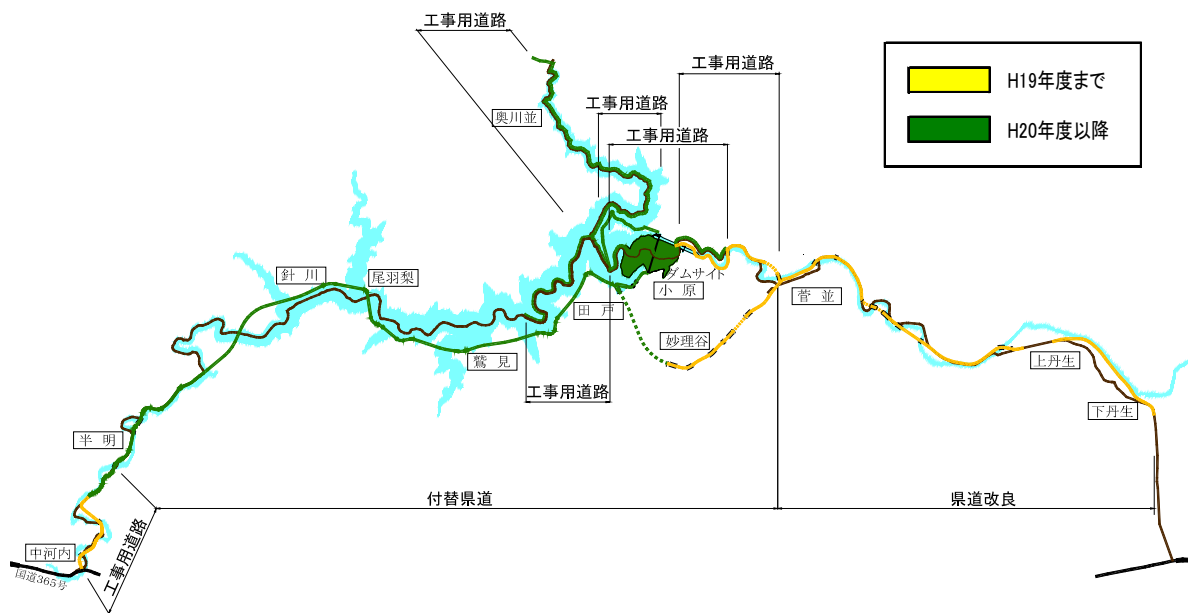 工事用道路
工事用道路
H19年度まで
工事用道路
奥川並
工事用道路
H20年度以降
針川
尾羽梨
ダムサイト
小原
菅並
田戸
妙理谷
鷲見
上丹生
工事用道路
下丹生
半明
付替県道
県道改良
中河内
工事用道路
国道365号